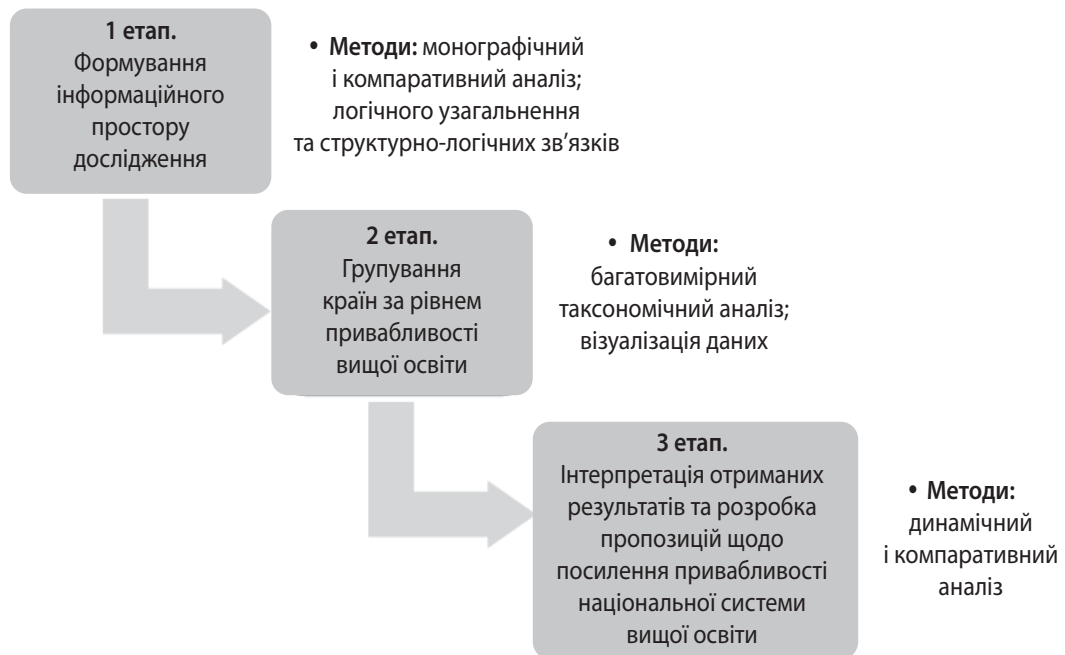 1 етап.
Формування
інформаційного
простору
дослідження
• Методи: монографічний
і компаративний аналіз;
логічного узагальнення
та структурно-логічних зв’язків
2 етап.
Групування
країн за рівнем
привабливості
вищої освіти
• Методи:
багатовимірний
таксономічний аналіз;
візуалізація даних
3 етап.
Інтерпретація отриманих
результатів та розробка
пропозицій щодо
посилення привабливості
національної системи
вищої освіти
• Методи:
динамічний
і компаративний
аналіз